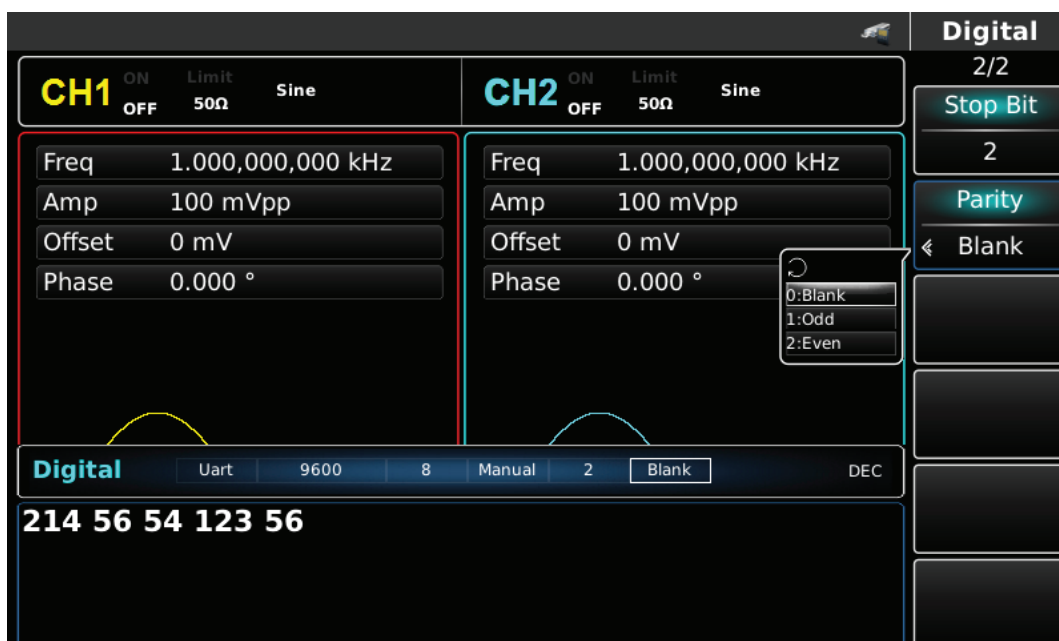 Digital
2/2
CH1 ON OFF Limit 50Ω Sine
CH2 ON OFF Limit 50Ω Sine
Stop Bit
2
Freq 1.000,000,000 kHz
Amp 100 mVpp
Offset 0 mV
Phase 0.000 °
Freq 1.000,000,000 kHz
Amp 100 mVpp
Offset 0 mV
Phase 0.000 °
Parity
Blank
0:Blank
1:Odd
2:Even
Digital Uart 9600 8 Manual 2 Blank DEC
214 56 54 123 56